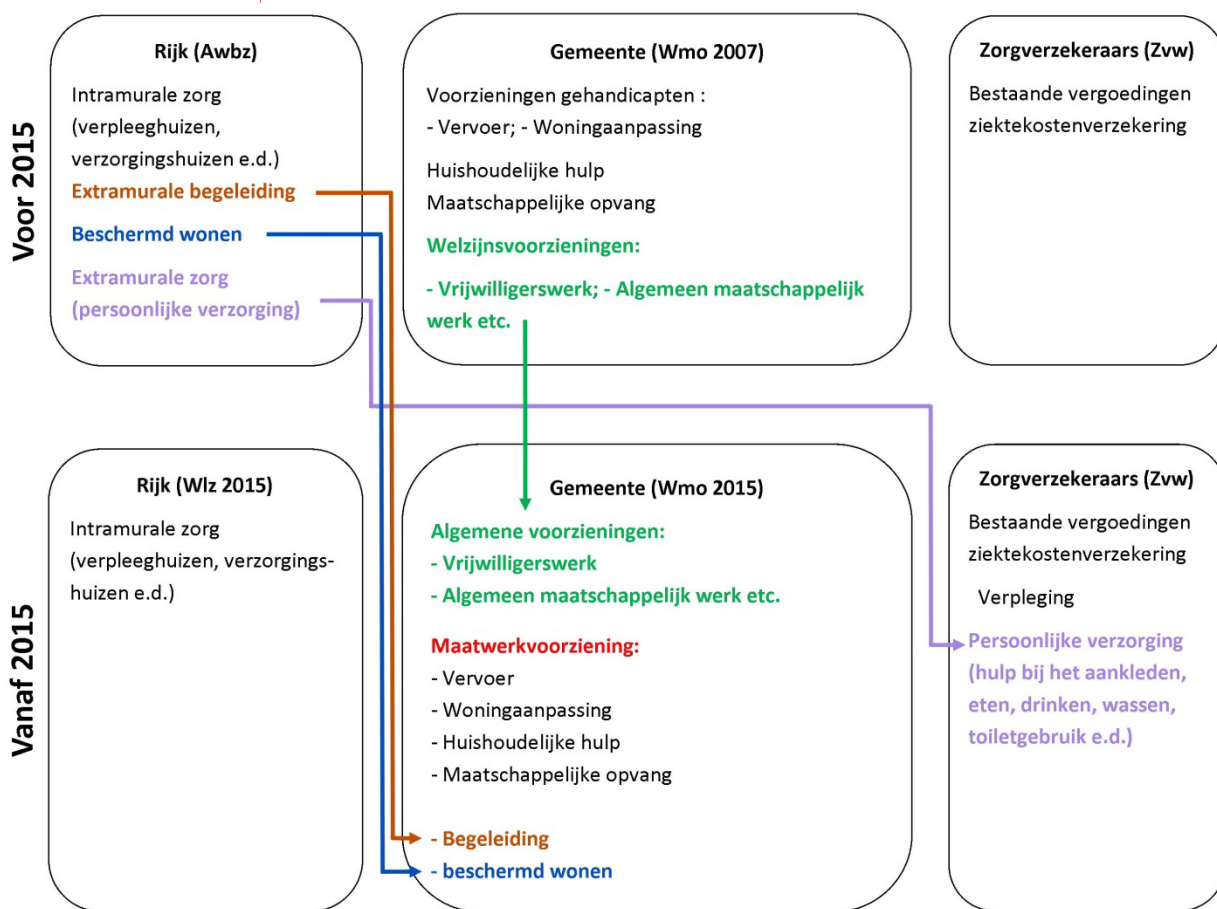 Voor 2015
Rijk (Awbz)
Intramurale zorg
(verpleeghuizen,
verzorgingshuizen e.d.)
Extramurale begeleiding
Beschermd wonen
Extramurale zorg
(persoonlijke verzorging)
Gemeente (Wmo 2007)
Voorzieningen gehandicapten :
- Vervoer; - Woningaanpassing
Huishoudelijke hulp
Maatschappelijke opvang
Welzijnsvoorzieningen:
- Vrijwilligerswerk; - Algemeen maatschappelijk
werk etc.
Zorgverzekeraars (Zvw)
Bestaande vergoedingen
ziektekostenverzekering
Vanaf 2015
Rijk (Wlz 2015)
Intramurale zorg
(verpleeghuizen, verzorgings-
huizen e.d.)
Gemeente (Wmo 2015)
Algemene voorzieningen:
- Vrijwilligerswerk
- Algemeen maatschappelijk werk etc.
Maatwerkvoorziening:
- Vervoer
- Woningaanpassing
- Huishoudelijke hulp
- Maatschappelijke opvang
- Begeleiding
- beschermd wonen
Zorgverzekeraars (Zvw)
Bestaande vergoedingen
ziektekostenverzekering
Verpleging
Persoonlijke verzorging
(hulp bij het aankleden,
eten, drinken, wassen,
toiletgebruik e.d.)